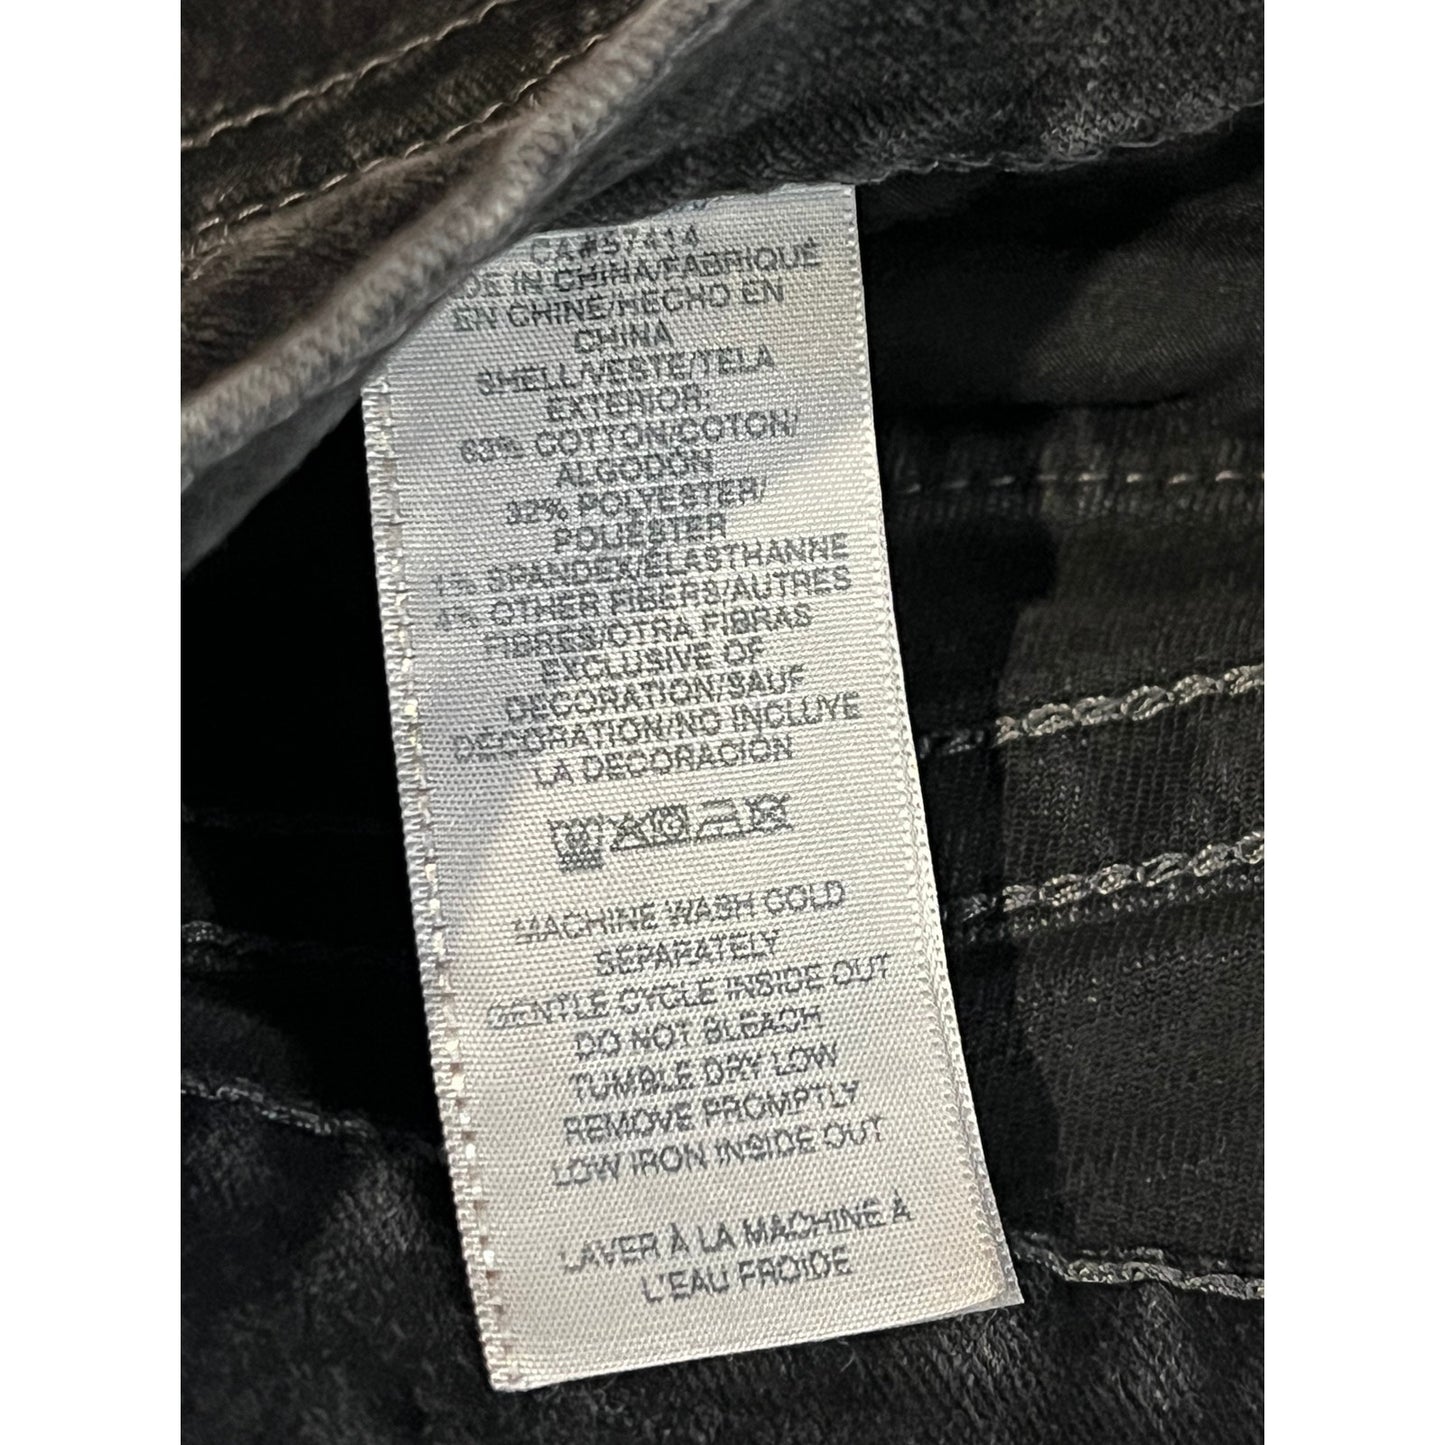 CA#57414
DE IN CHINA/FABRIQUÉ
EN CHINE/HECHO EN
CHINA
SHELL/VESTE/TELA
EXTERIOR:
63% COTTON/COTON/
ALGODÓN
32% POLYESTER/
POLIÉSTER
1% SPANDEX/ÉLASTHANNE
4% OTHER FIBERS/AUTRES
FIBRES/OTRA FIBRAS
EXCLUSIVE OF
DECORATION/SAUF
DÉCORATION/NO INCLUYE
LA DECORACIÓN
MACHINE WASH COLD
SEPARATELY
GENTLE CYCLE INSIDE OUT
DO NOT BLEACH
TUMBLE DRY LOW
REMOVE PROMPTLY
LOW IRON INSIDE OUT
LAVER À LA MACHINE À
L'EAU FROIDE